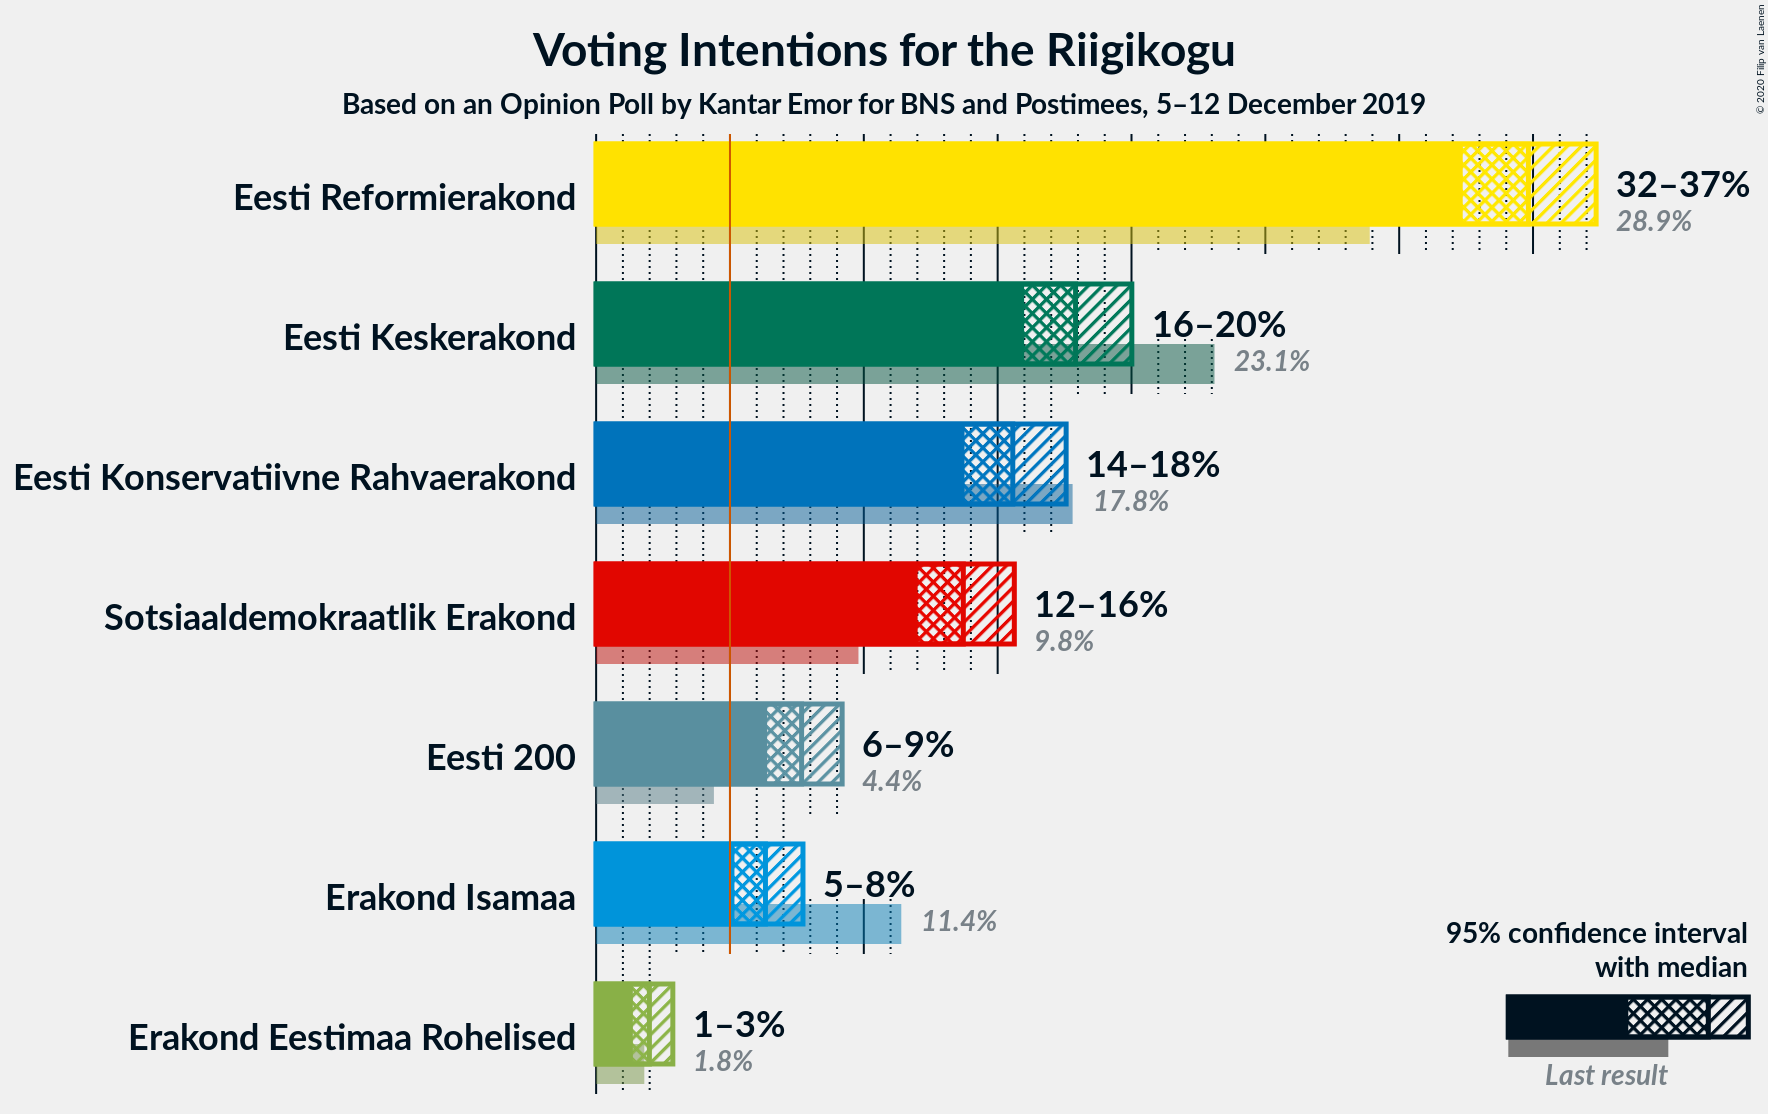 Voting Intentions for the Riigikogu
Based on an Opinion Poll by Kantar Emor for BNS and Postimees, 5–12 December 2019
© 2020 Filip van Laenen
Eesti Reformierakond
32–37%
28.9%
Eesti Keskerakond
16–20%
23.1%
Eesti Konservatiivne Rahvaerakond
14–18%
17.8%
Sotsiaaldemokraatlik Erakond
12–16%
9.8%
Eesti 200
6–9%
4.4%
Erakond Isamaa
5–8%
11.4%
Erakond Eestimaa Rohelised
1–3%
1.8%
95% confidence interval
with median
Last result